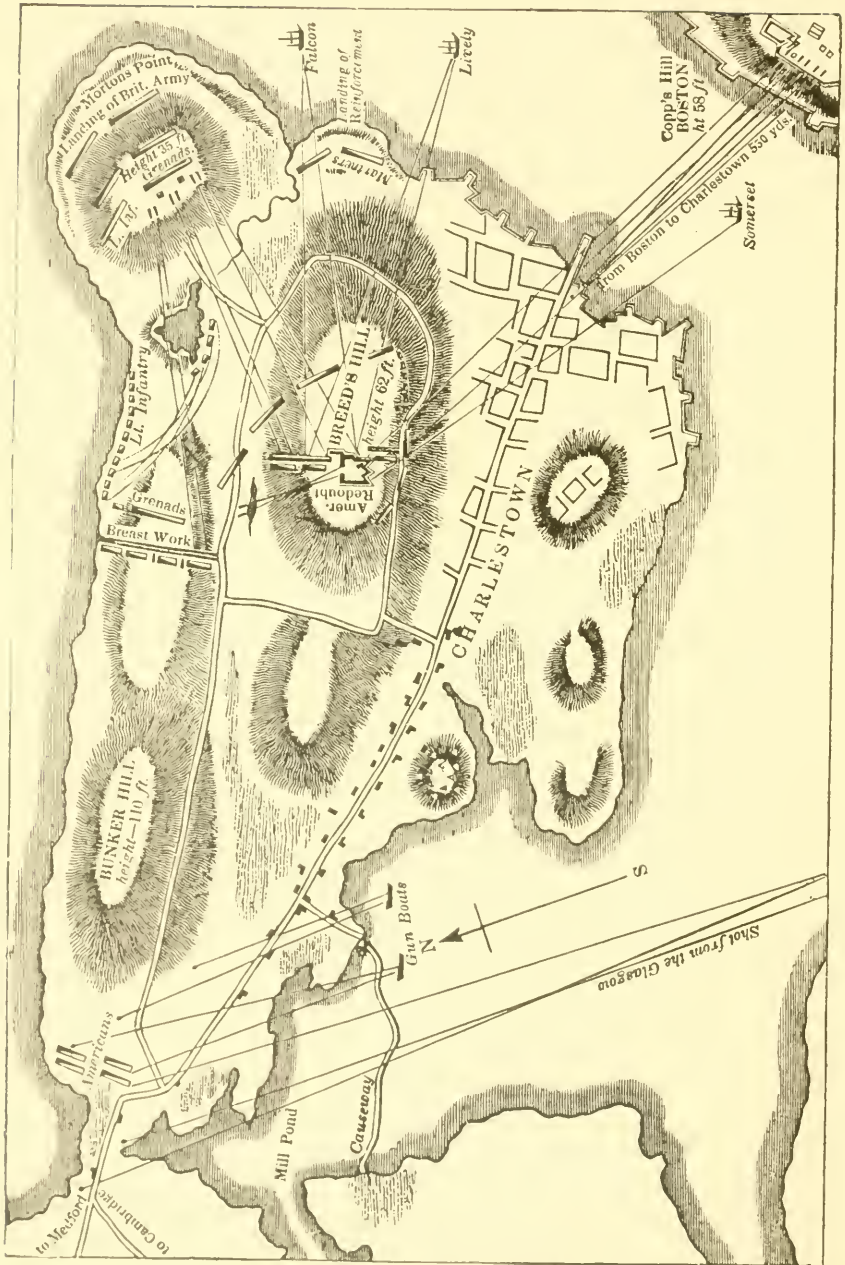 Mortons Point
Landing of Brit. Army
Height 35
Grenads.
Lt. Inf.
Falcon
Landing of
Reinforcement
Lively
Mariners
Copp's Hill
BOSTON
ht 58 ft
from Boston to Charlestown 550 yds.
Somerset
Lt. Infantry
Grenads
Breast Work
BREED'S HILL
height 62 ft.
Amer.
Redoubt
CHARLESTOWN
BUNKER HILL
height—110 ft
Gun Boats
S
N
Shot from the Glasgow
Americans
Mill Pond
Causeway
to Medford
to Cambridge